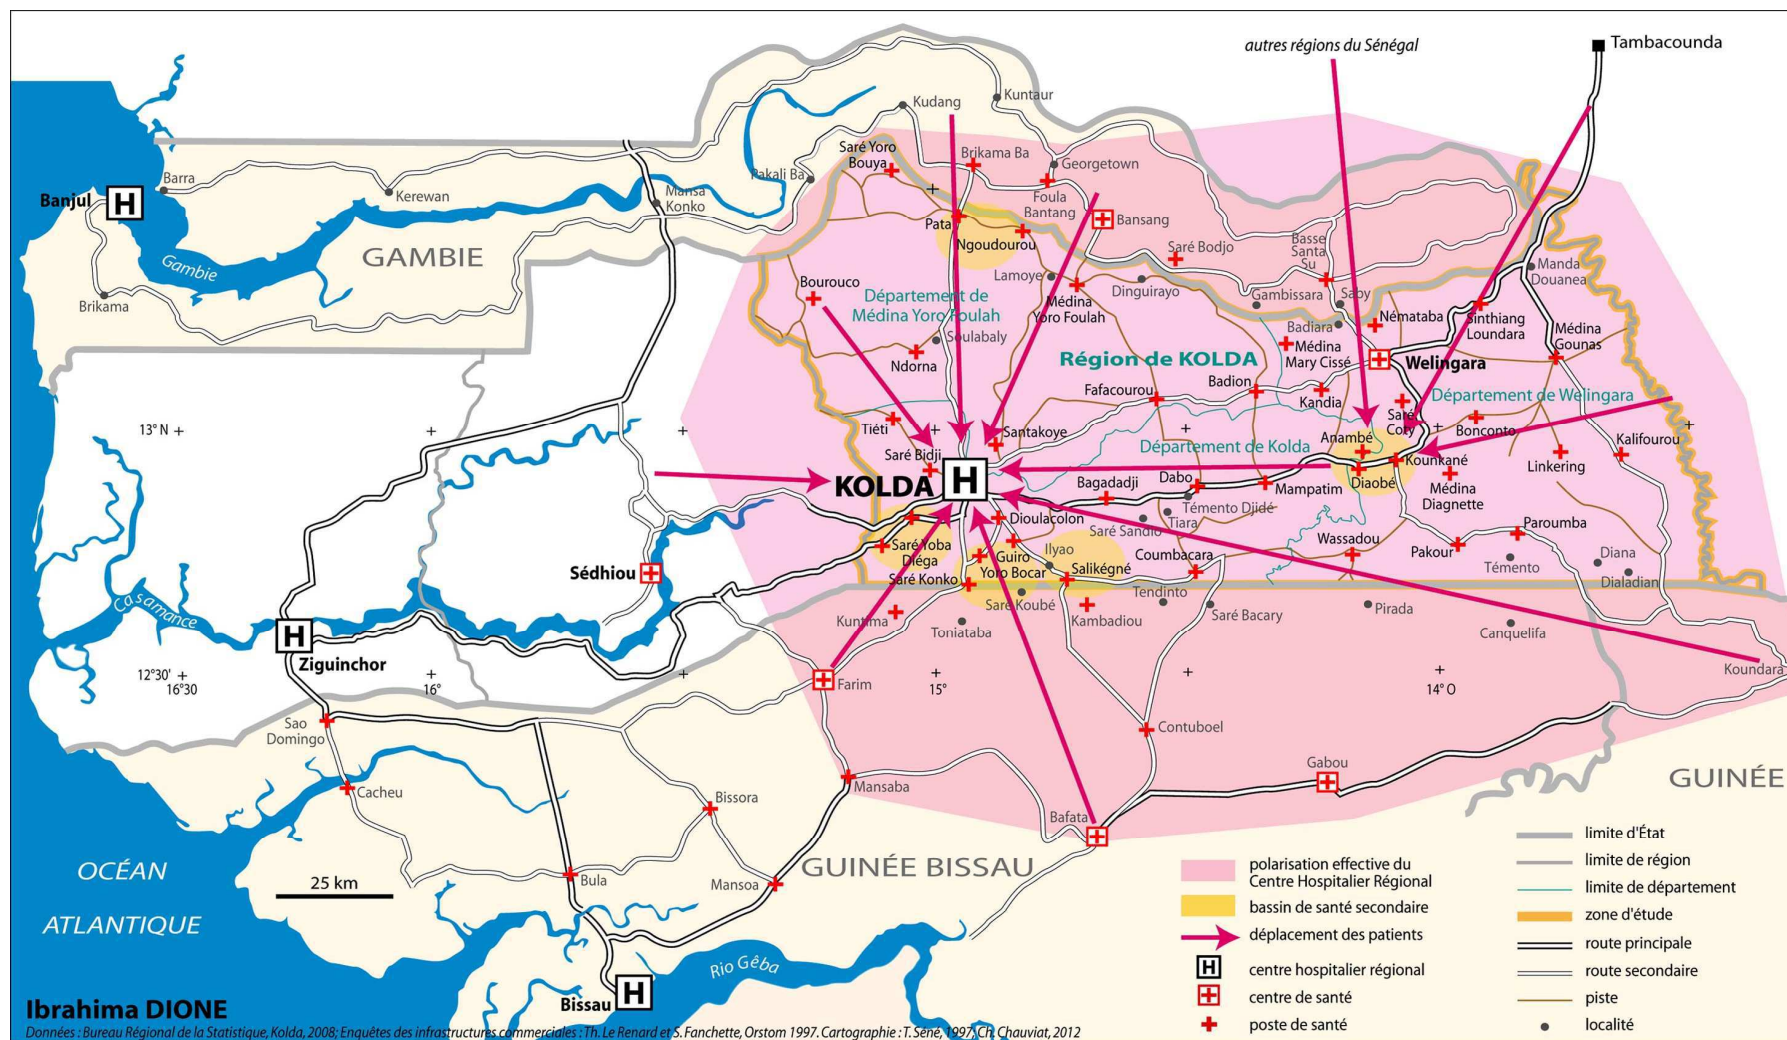 autres régions du Sénégal
Tambacounda
Kudang
Kuntaur
Saré Yoro
Bouya
Brikama Ba
Georgetown
Pakali Ba
Barra
Banjul
H
Kerewan
Mansa
Konko
Foula
Bantang
Bansang
Pata
Ngoudourou
Saré Bodjo
Basse
Santa
Su
GAMBIE
Gambie
Brikama
Bourouco
Département de
Médina Yoro Foulah
Lamoye
Médina
Yoro Foulah
Dinguirayo
Gambissara
Saby
Manda
Douanea
Soulabaly
Ndorna
Badiara
Némataba
Sinthiang
Loundara
Médina
Gounas
Région de KOLDA
Médina
Mary Cissé
Welingara
Fafacourou
Badion
Kandia
Département de Welingara
Saré
Coly
Bonconto
13° N
Tiéti
Santakoye
Département de Kolda
Anambé
Kalifourou
Saré Bidji
KOLDA
H
Kounkané
Linkering
Diaobé
Médina
Diagnette
Bagadadji
Dabo
Mampatim
Témento Djidé
Tiara
Saré Sandio
Dioulacolon
Paroumba
Saré Yoba
Diéga
Guiro
Yoro Bocar
Ilyao
Coumbacara
Wassadou
Pakour
Diana
Témento
Dialadian
Sédhiou
Saré Konko
Salikégné
Saré Koubé
Tendinto
Casamance
Kuntima
Toniataba
Kambadiou
Saré Bacary
Pirada
Canquelifa
H
Ziguinchor
12°30'
16°30
16°
Farim
15°
14° O
Koundara
Sao
Domingo
Contuboel
Gabou
GUINÉE
Cacheu
Bissora
Mansaba
Bafata
OCÉAN
ATLANTIQUE
25 km
Bula
Mansoa
GUINÉE BISSAU
Rio Gêba
Bissau
H
polarisation effective du
Centre Hospitalier Régional
bassin de santé secondaire
déplacement des patients
H
centre hospitalier régional
centre de santé
poste de santé
limite d'État
limite de région
limite de département
zone d'étude
route principale
route secondaire
piste
localité
Ibrahima DIONE
Données : Bureau Régional de la Statistique, Kolda, 2008; Enquêtes des infrastructures commerciales : Th. Le Renard et S. Fanchette, Orstom 1997. Cartographie : T. Séné, 1997; Ch. Chauviat, 2012